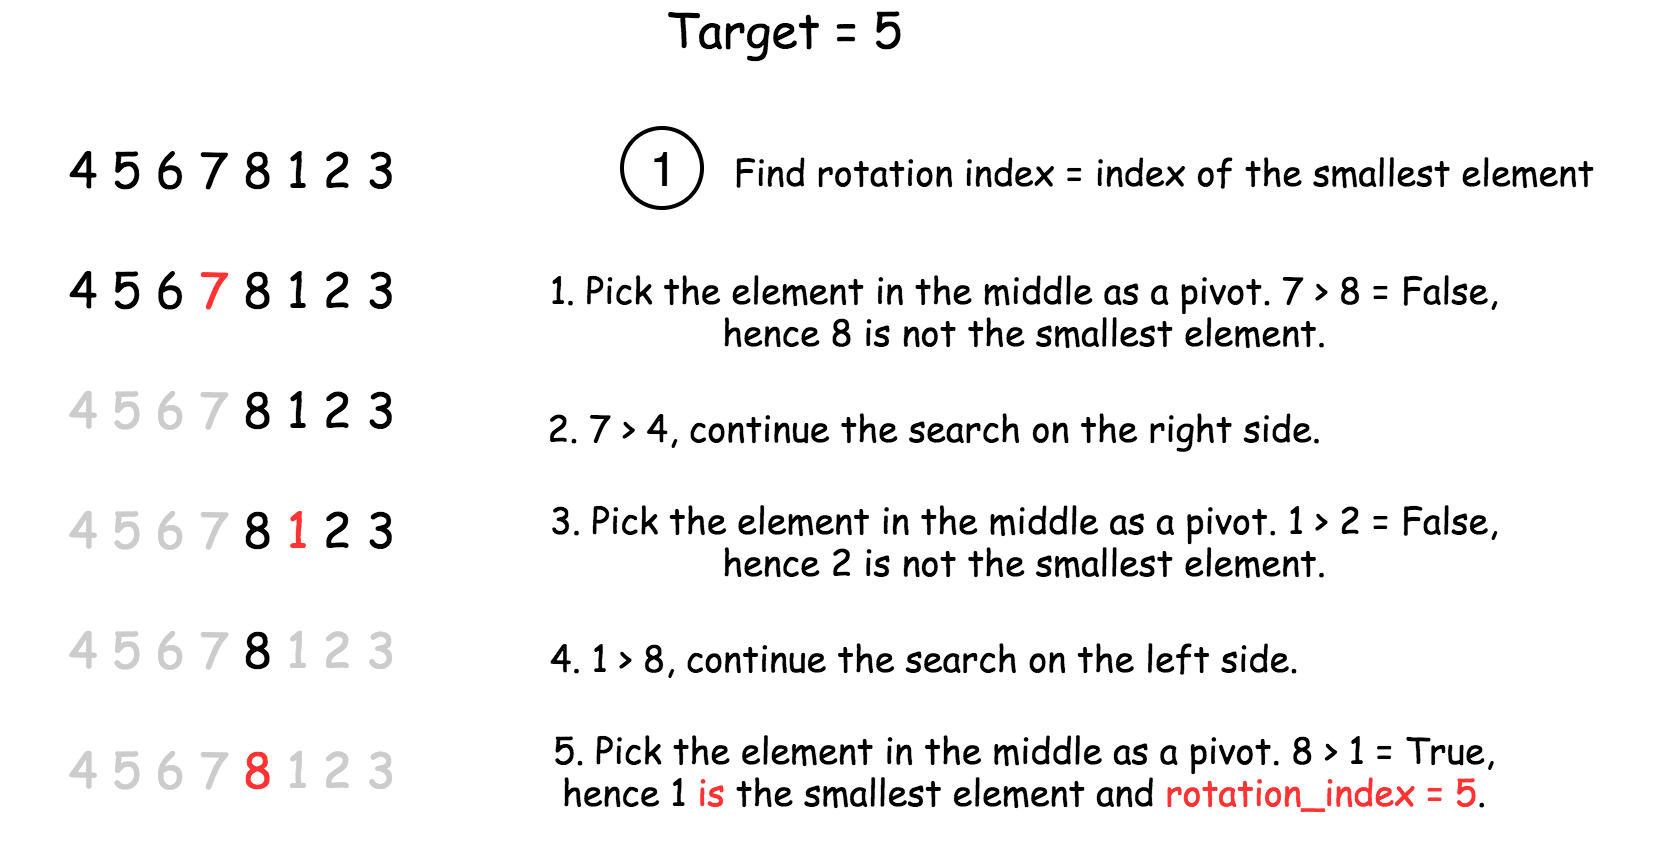 Target = 5
4 5 6 7 8 1 2 3
1 Find rotation index = index of the smallest element
4 5 6 7 8 1 2 3
1. Pick the element in the middle as a pivot. 7 > 8 = False,
hence 8 is not the smallest element.
4 5 6 7 8 1 2 3
2. 7 > 4, continue the search on the right side.
4 5 6 7 8 1 2 3
3. Pick the element in the middle as a pivot. 1 > 2 = False,
hence 2 is not the smallest element.
4 5 6 7 8 1 2 3
4. 1 > 8, continue the search on the left side.
4 5 6 7 8 1 2 3
5. Pick the element in the middle as a pivot. 8 > 1 = True,
hence 1 is the smallest element and rotation_index = 5.